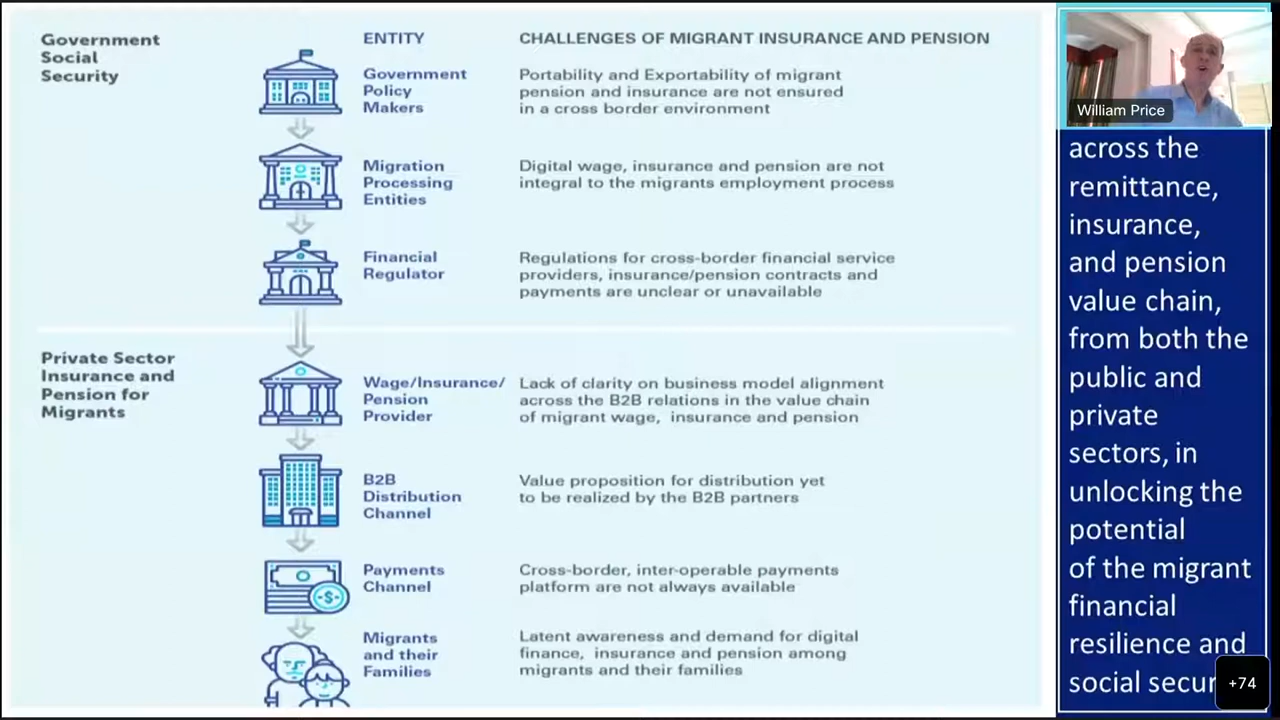 Government
Social
Security
ENTITY
CHALLENGES OF MIGRANT INSURANCE AND PENSION
Government
Policy
Makers
Portability and Exportability of migrant
pension and insurance are not ensured
in a cross border environment
Migration
Processing
Entities
Digital wage, insurance and pension are not
integral to the migrants employment process
Financial
Regulator
Regulations for cross-border financial service
providers, insurance/pension contracts and
payments are unclear or unavailable
Private Sector
Insurance and
Pension for
Migrants
Wage/Insurance/
Pension
Provider
Lack of clarity on business model alignment
across the B2B relations in the value chain
of migrant wage, insurance and pension
B2B
Distribution
Channel
Value proposition for distribution yet
to be realized by the B2B partners
Payments
Channel
Cross-border, inter-operable payments
platform are not always available
Migrants
and their
Families
Latent awareness and demand for digital
finance, insurance and pension among
migrants and their families
-$-
William Price
across the
remittance,
insurance,
and pension
value chain,
from both the
public and
private
sectors, in
unlocking the
potential
of the migrant
financial
resilience and
social secur
+74